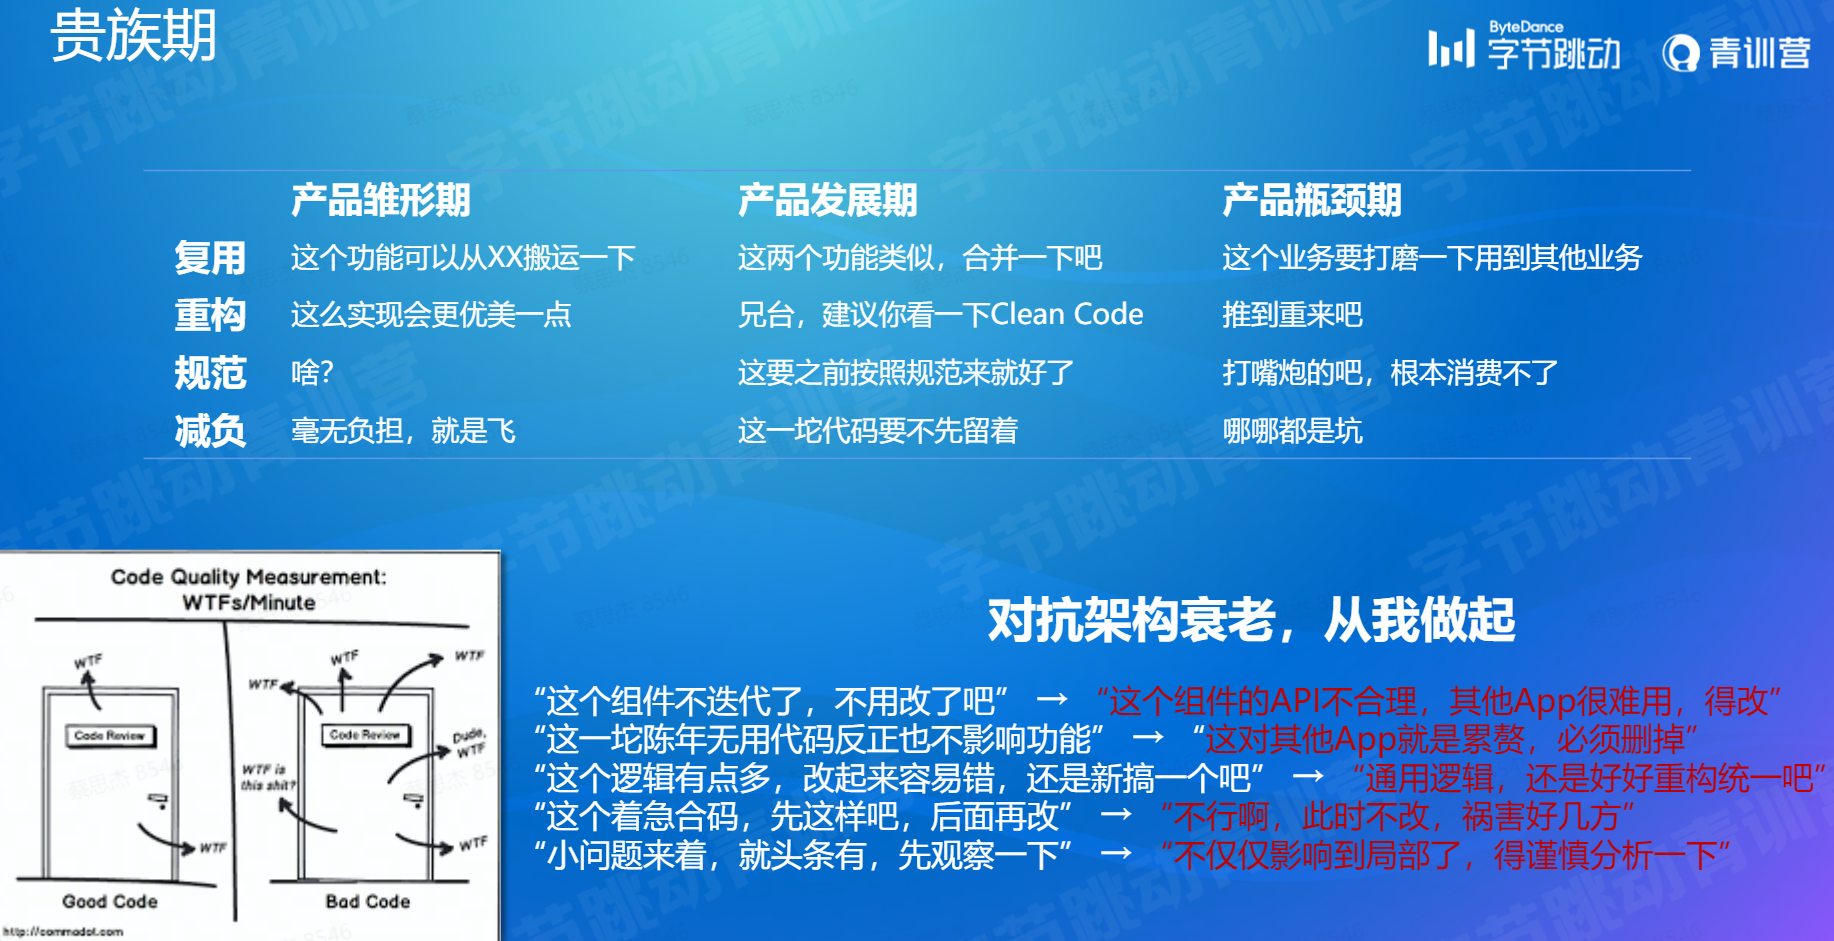 贵族期
ByteDance
字节跳动 青训营
产品雏形期 产品发展期 产品瓶颈期
复用 这个功能可以从XX搬运一下 这两个功能类似，合并一下吧 这个业务要打磨一下用到其他业务
重构 这么实现会更优美一点 兄台，建议你看一下Clean Code 推到重来吧
规范 啥？ 这要之前按照规范来就好了 打嘴炮的吧，根本消费不了
减负 毫无负担，就是飞 这一坨代码要不先留着 哪哪都是坑
Code Quality Measurement:
WTFs/Minute
WTF
Code Review
WTF
Good Code
WTF
WTF
WTF
Code Review
Dude,
WTF
WTF is
this shit?
WTF
Bad Code
http://commadot.com
对抗架构衰老，从我做起
“这个组件不迭代了，不用改了吧” → “这个组件的API不合理，其他App很难用，得改”
“这一坨陈年无用代码反正也不影响功能” → “这对其他App就是累赘，必须删掉”
“这个逻辑有点多，改起来容易错，还是新搞一个吧” → “通用逻辑，还是好好重构统一吧”
“这个着急合码，先这样吧，后面再改” → “不行啊，此时不改，祸害好几方”
“小问题来着，就头条有，先观察一下” → “不仅仅影响到局部了，得谨慎分析一下”
字节跳动青训营
蔡思杰 8546